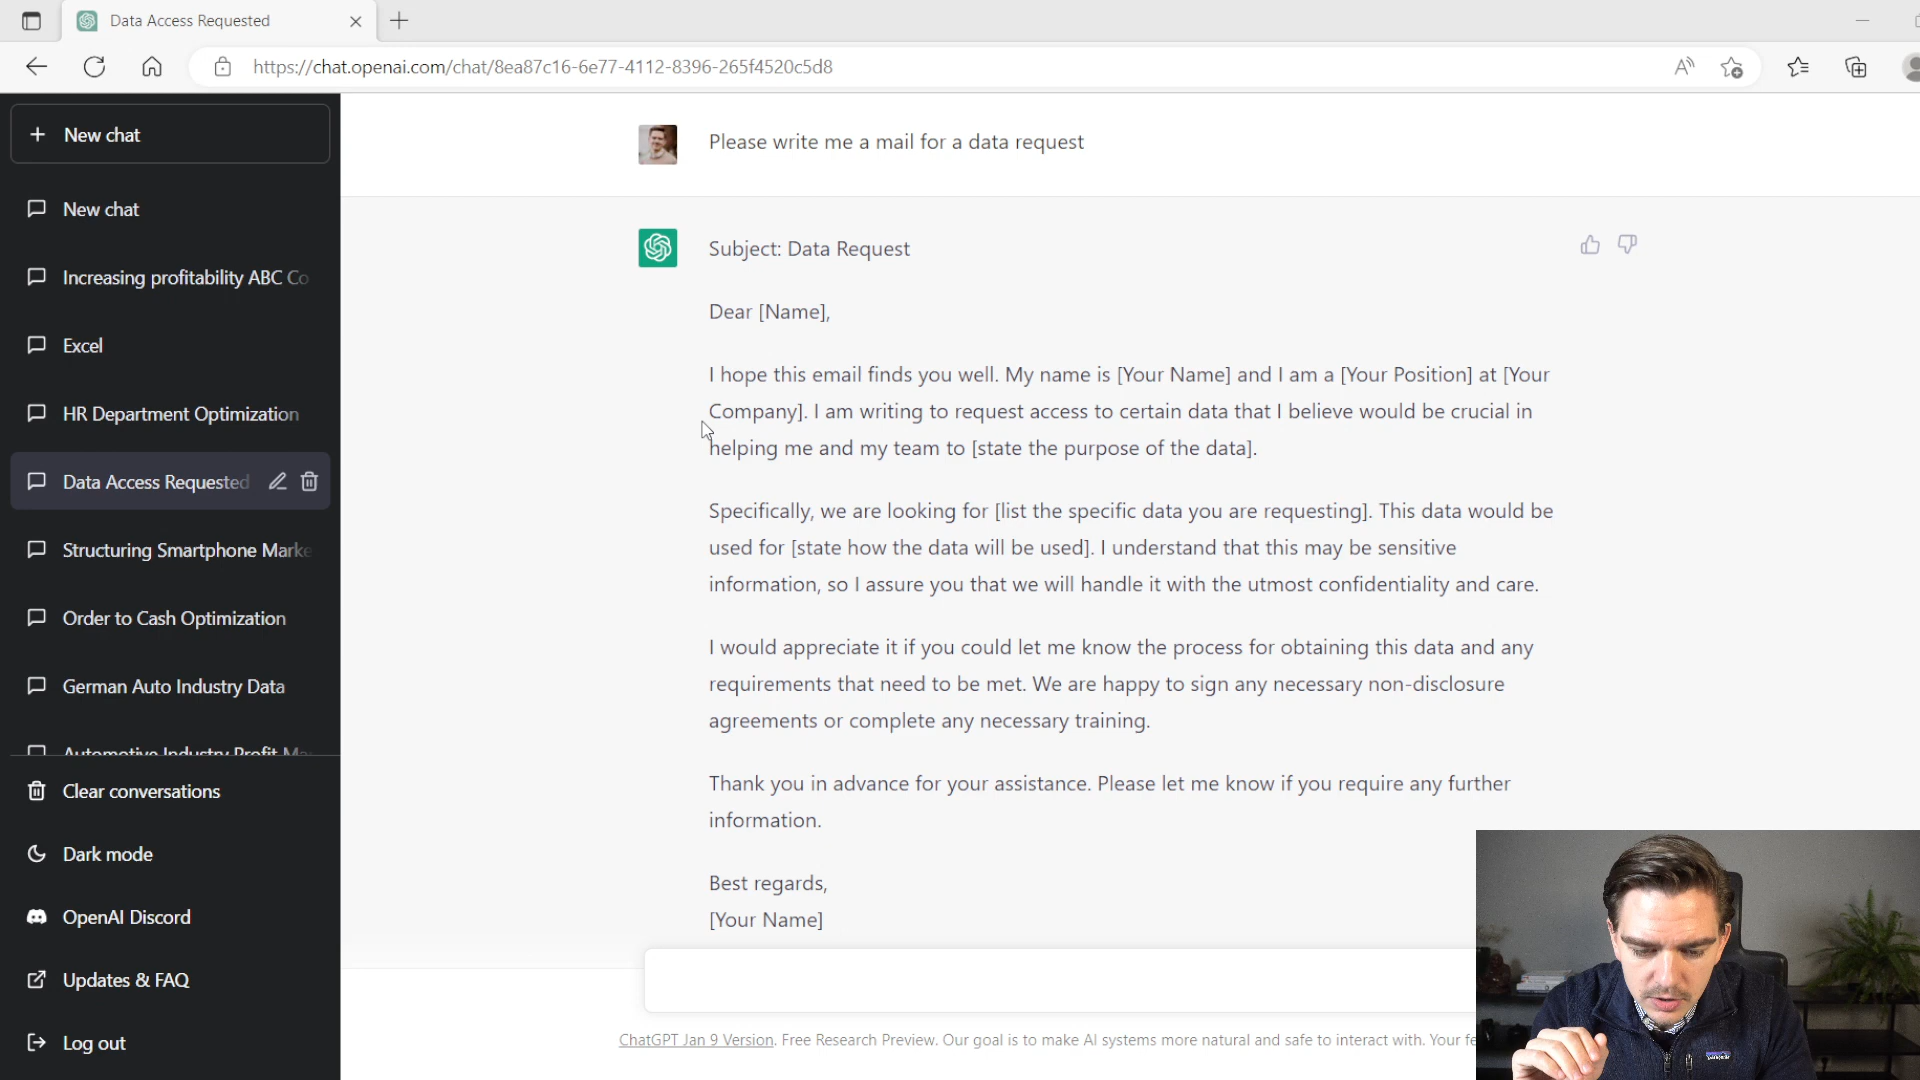 Data Access Requested
https://chat.openai.com/chat/8ea87c16-6e77-4112-8396-265f4520c5d8
New chat
New chat
Increasing profitability ABC Co
Excel
HR Department Optimization
Data Access Requested
Structuring Smartphone Marke
Order to Cash Optimization
German Auto Industry Data
Automotive Industry Profit Ma
Clear conversations
Dark mode
OpenAI Discord
Updates & FAQ
Log out
Please write me a mail for a data request
Subject: Data Request
Dear [Name],
I hope this email finds you well. My name is [Your Name] and I am a [Your Position] at [Your
Company]. I am writing to request access to certain data that I believe would be crucial in
helping me and my team to [state the purpose of the data].
Specifically, we are looking for [list the specific data you are requesting]. This data would be
used for [state how the data will be used]. I understand that this may be sensitive
information, so I assure you that we will handle it with the utmost confidentiality and care.
I would appreciate it if you could let me know the process for obtaining this data and any
requirements that need to be met. We are happy to sign any necessary non-disclosure
agreements or complete any necessary training.
Thank you in advance for your assistance. Please let me know if you require any further
information.
Best regards,
[Your Name]
ChatGPT Jan 9 Version. Free Research Preview. Our goal is to make AI systems more natural and safe to interact with. Your fe
patagonia